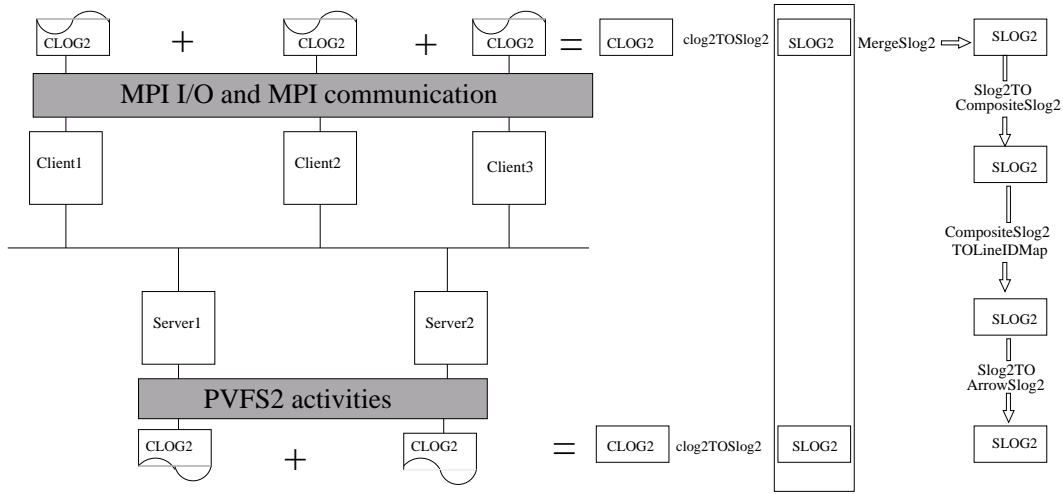 CLOG2 + CLOG2 + CLOG2 = CLOG2 clog2TOSlog2 SLOG2 MergeSlog2 SLOG2
MPI I/O and MPI communication
Slog2TO
CompositeSlog2
Client1 Client2 Client3
SLOG2
CompositeSlog2
TOLineIDMap
Server1 Server2
SLOG2
Slog2TO
ArrowSlog2
PVFS2 activities
CLOG2 + CLOG2 = CLOG2 clog2TOSlog2 SLOG2
SLOG2